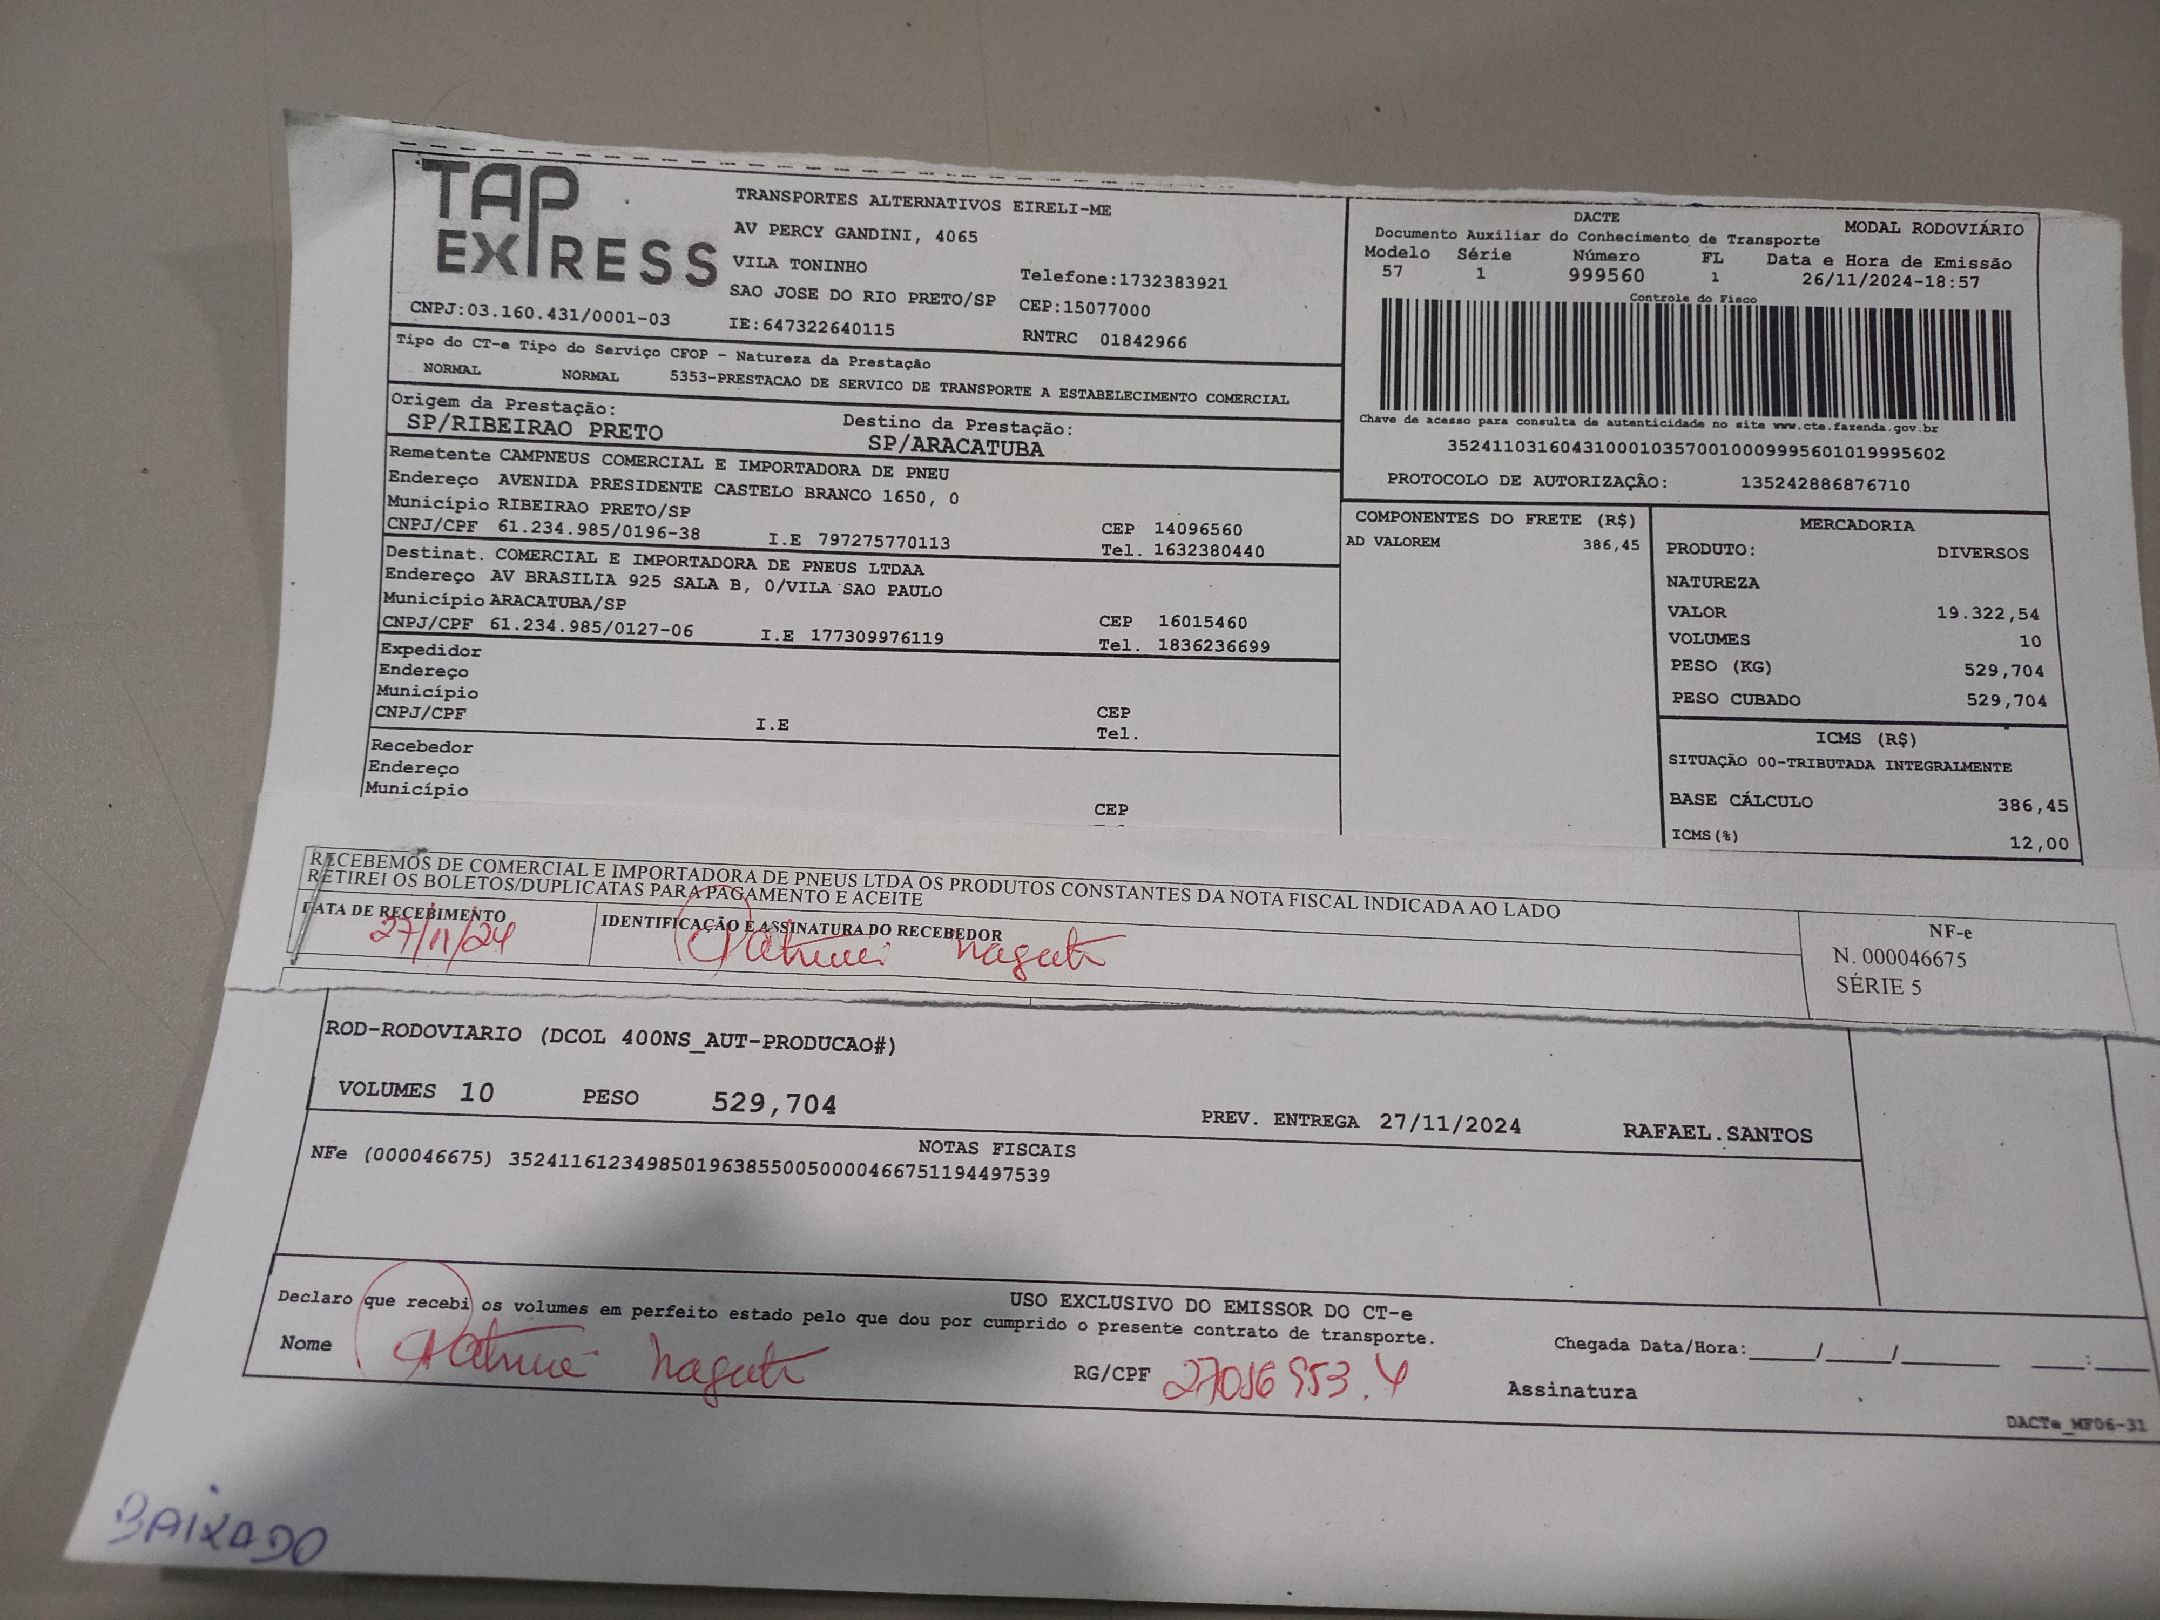 TAP EXPRESS
TRANSPORTES ALTERNATIVOS EIRELI-ME
AV PERCY GANDINI, 4065
VILA TONINHO Telefone:1732383921
SAO JOSE DO RIO PRETO/SP CEP:15077000
CNPJ:03.160.431/0001-03 IE:647322640115 RNTRC 01842966
DACTE MODAL RODOVIÁRIO
Documento Auxiliar do Conhecimento de Transporte
Modelo Série Número FL Data e Hora de Emissão
57 1 999560 1 26/11/2024-18:57
Controle do Fisco
Chave de acesso para consulta de autenticidade no site www.cte.fazenda.gov.br
35241103160431000103570010009995601019995602
PROTOCOLO DE AUTORIZAÇÃO: 135242886876710
Tipo do CT-e Tipo do Serviço CFOP - Natureza da Prestação
NORMAL NORMAL 5353-PRESTACAO DE SERVICO DE TRANSPORTE A ESTABELECIMENTO COMERCIAL
Origem da Prestação: Destino da Prestação:
SP/RIBEIRAO PRETO SP/ARACATUBA
Remetente CAMPNEUS COMERCIAL E IMPORTADORA DE PNEU
Endereço AVENIDA PRESIDENTE CASTELO BRANCO 1650, 0
Município RIBEIRAO PRETO/SP CEP 14096560
CNPJ/CPF 61.234.985/0196-38 I.E 797275770113 Tel. 1632380440
Destinat. COMERCIAL E IMPORTADORA DE PNEUS LTDAA
Endereço AV BRASILIA 925 SALA B, 0/VILA SAO PAULO
Município ARACATUBA/SP CEP 16015460
CNPJ/CPF 61.234.985/0127-06 I.E 177309976119 Tel. 1836236699
Expedidor
Endereço
Município CEP
CNPJ/CPF I.E Tel.
Recebedor
Endereço
Município CEP
COMPONENTES DO FRETE (R$)
AD VALOREM 386,45
MERCADORIA
PRODUTO: DIVERSOS
NATUREZA
VALOR 19.322,54
VOLUMES 10
PESO (KG) 529,704
PESO CUBADO 529,704
ICMS (R$)
SITUAÇÃO 00-TRIBUTADA INTEGRALMENTE
BASE CÁLCULO 386,45
ICMS(%) 12,00
RECEBEMOS DE COMERCIAL E IMPORTADORA DE PNEUS LTDA OS PRODUTOS CONSTANTES DA NOTA FISCAL INDICADA AO LADO
RETIREI OS BOLETOS/DUPLICATAS PARA PAGAMENTO E ACEITE
DATA DE RECEBIMENTO IDENTIFICAÇÃO E ASSINATURA DO RECEBEDOR
27/11/24
NF-e
N. 000046675
SÉRIE 5
ROD-RODOVIARIO (DCOL 400NS_AUT-PRODUCAO#)
VOLUMES 10 PESO 529,704 PREV. ENTREGA 27/11/2024 RAFAEL.SANTOS
NOTAS FISCAIS
NFe (000046675) 35241161234985019638550050000466751194497539
USO EXCLUSIVO DO EMISSOR DO CT-e
Declaro que recebi os volumes em perfeito estado pelo que dou por cumprido o presente contrato de transporte.
Nome RG/CPF Chegada Data/Hora:____/____/______ ___:___
Assinatura
DACTe_MF06-31
BAIXADO